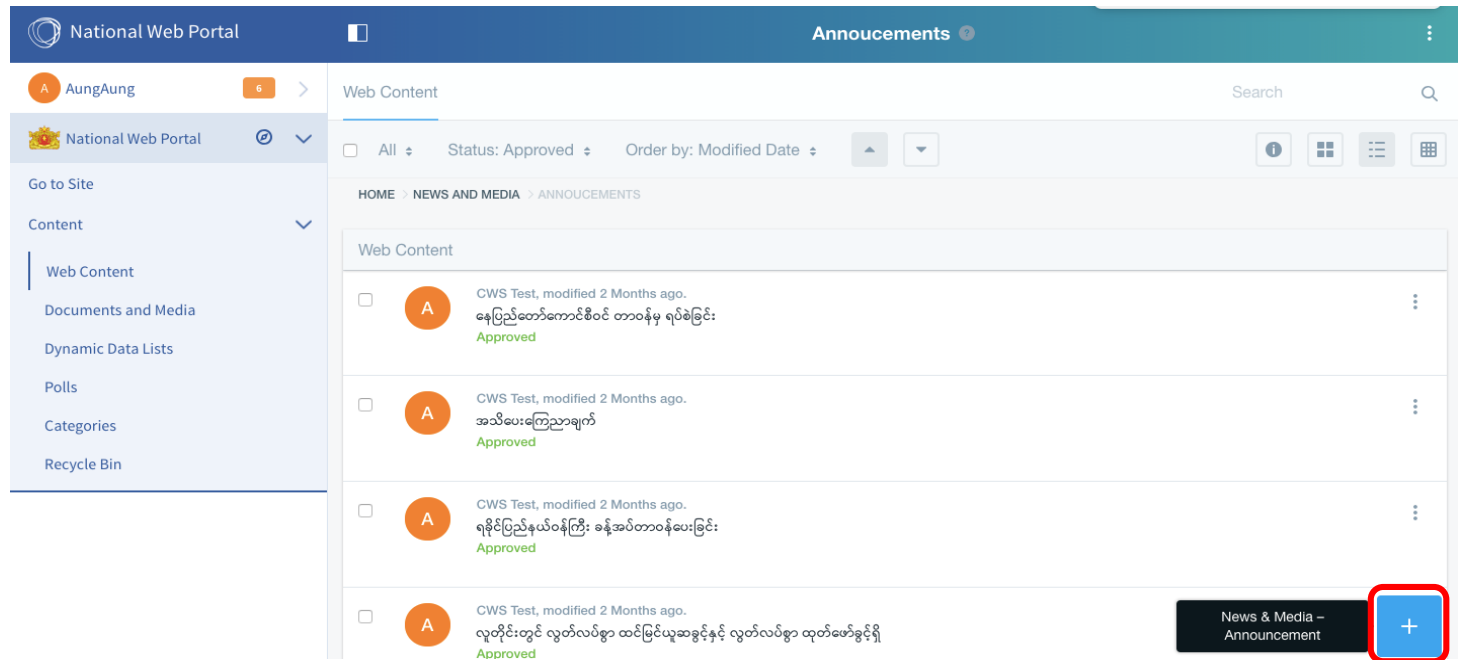 National Web Portal
Annoucements ?
A AungAung 6
National Web Portal
Go to Site
Content
Web Content
Documents and Media
Dynamic Data Lists
Polls
Categories
Recycle Bin
Web Content
Search
All Status: Approved Order by: Modified Date
HOME > NEWS AND MEDIA > ANNOUCEMENTS
Web Content
CWS Test, modified 2 Months ago.
A
နေပြည်တော်ကောင်စီဝင် တာဝန်မှ ရပ်စဲခြင်း
Approved
CWS Test, modified 2 Months ago.
A
အသိပေးကြေညာချက်
Approved
CWS Test, modified 2 Months ago.
A
ရခိုင်ပြည်နယ်ဝန်ကြီး ခန့်အပ်တာဝန်ပေးခြင်း
Approved
CWS Test, modified 2 Months ago.
A
လူတိုင်းတွင် လွတ်လပ်စွာ ထင်မြင်ယူဆခွင့်နှင့် လွတ်လပ်စွာ ထုတ်ဖော်ခွင့်ရှိ
Approved
News & Media –
Announcement
+